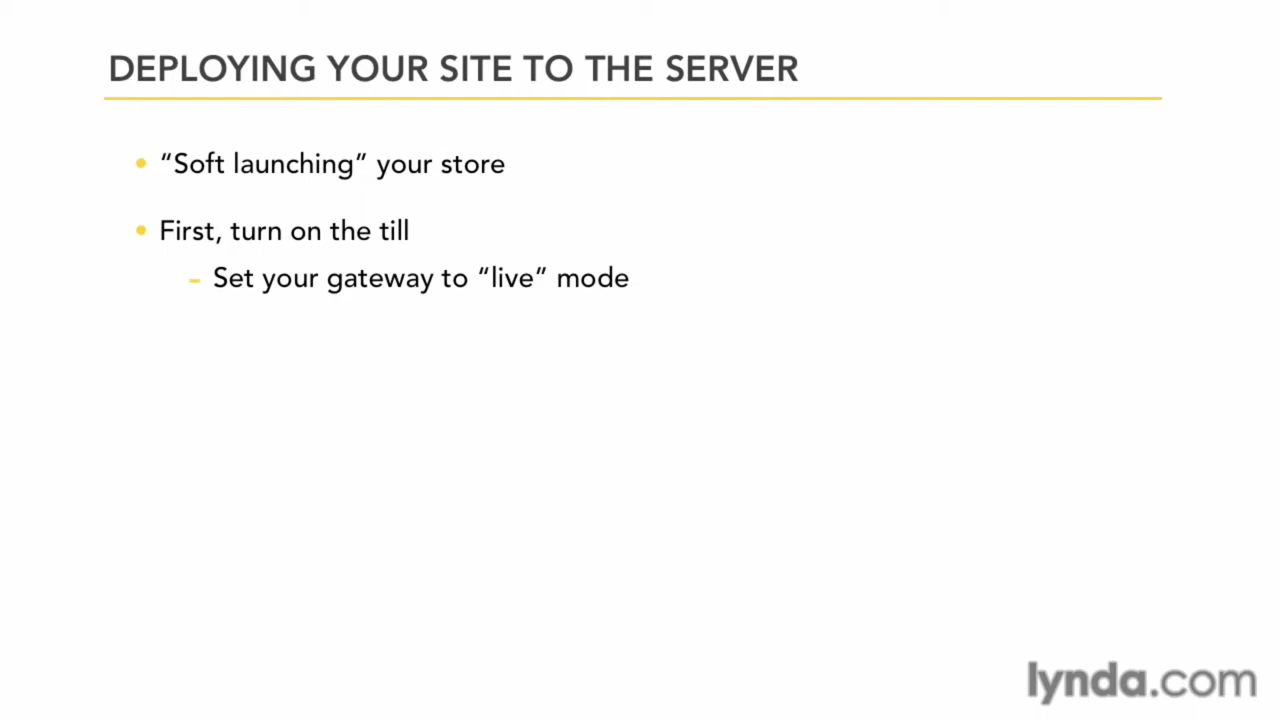 DEPLOYING YOUR SITE TO THE SERVER
• “Soft launching” your store
• First, turn on the till
– Set your gateway to “live” mode
lynda.com